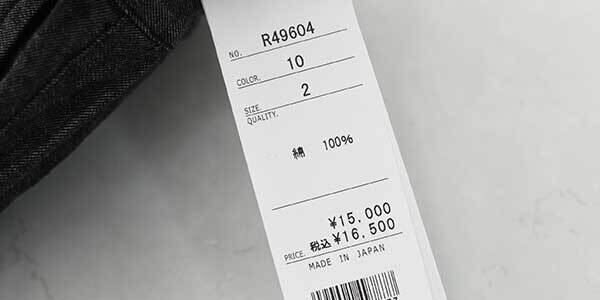 NO. R49604
COLOR. 10
SIZE. 2
QUALITY.
綿 100%
¥15.000
PRICE. 税込 ¥16.500
MADE IN JAPAN